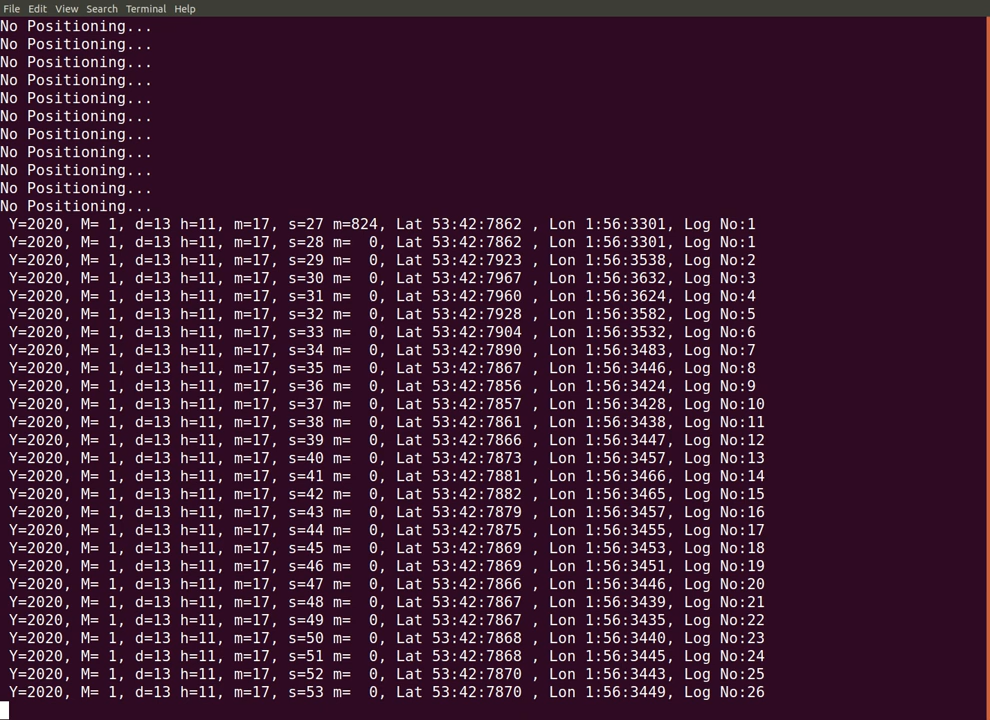 File Edit View Search Terminal Help
No Positioning...
No Positioning...
No Positioning...
No Positioning...
No Positioning...
No Positioning...
No Positioning...
No Positioning...
No Positioning...
No Positioning...
No Positioning...
Y=2020, M= 1, d=13 h=11, m=17, s=27 m=824, Lat 53:42:7862 , Lon 1:56:3301, Log No:1
Y=2020, M= 1, d=13 h=11, m=17, s=28 m=  0, Lat 53:42:7862 , Lon 1:56:3301, Log No:1
Y=2020, M= 1, d=13 h=11, m=17, s=29 m=  0, Lat 53:42:7923 , Lon 1:56:3538, Log No:2
Y=2020, M= 1, d=13 h=11, m=17, s=30 m=  0, Lat 53:42:7967 , Lon 1:56:3632, Log No:3
Y=2020, M= 1, d=13 h=11, m=17, s=31 m=  0, Lat 53:42:7960 , Lon 1:56:3624, Log No:4
Y=2020, M= 1, d=13 h=11, m=17, s=32 m=  0, Lat 53:42:7928 , Lon 1:56:3582, Log No:5
Y=2020, M= 1, d=13 h=11, m=17, s=33 m=  0, Lat 53:42:7904 , Lon 1:56:3532, Log No:6
Y=2020, M= 1, d=13 h=11, m=17, s=34 m=  0, Lat 53:42:7890 , Lon 1:56:3483, Log No:7
Y=2020, M= 1, d=13 h=11, m=17, s=35 m=  0, Lat 53:42:7867 , Lon 1:56:3446, Log No:8
Y=2020, M= 1, d=13 h=11, m=17, s=36 m=  0, Lat 53:42:7856 , Lon 1:56:3424, Log No:9
Y=2020, M= 1, d=13 h=11, m=17, s=37 m=  0, Lat 53:42:7857 , Lon 1:56:3428, Log No:10
Y=2020, M= 1, d=13 h=11, m=17, s=38 m=  0, Lat 53:42:7861 , Lon 1:56:3438, Log No:11
Y=2020, M= 1, d=13 h=11, m=17, s=39 m=  0, Lat 53:42:7866 , Lon 1:56:3447, Log No:12
Y=2020, M= 1, d=13 h=11, m=17, s=40 m=  0, Lat 53:42:7873 , Lon 1:56:3457, Log No:13
Y=2020, M= 1, d=13 h=11, m=17, s=41 m=  0, Lat 53:42:7881 , Lon 1:56:3466, Log No:14
Y=2020, M= 1, d=13 h=11, m=17, s=42 m=  0, Lat 53:42:7882 , Lon 1:56:3465, Log No:15
Y=2020, M= 1, d=13 h=11, m=17, s=43 m=  0, Lat 53:42:7879 , Lon 1:56:3457, Log No:16
Y=2020, M= 1, d=13 h=11, m=17, s=44 m=  0, Lat 53:42:7875 , Lon 1:56:3455, Log No:17
Y=2020, M= 1, d=13 h=11, m=17, s=45 m=  0, Lat 53:42:7869 , Lon 1:56:3453, Log No:18
Y=2020, M= 1, d=13 h=11, m=17, s=46 m=  0, Lat 53:42:7869 , Lon 1:56:3451, Log No:19
Y=2020, M= 1, d=13 h=11, m=17, s=47 m=  0, Lat 53:42:7866 , Lon 1:56:3446, Log No:20
Y=2020, M= 1, d=13 h=11, m=17, s=48 m=  0, Lat 53:42:7867 , Lon 1:56:3439, Log No:21
Y=2020, M= 1, d=13 h=11, m=17, s=49 m=  0, Lat 53:42:7867 , Lon 1:56:3435, Log No:22
Y=2020, M= 1, d=13 h=11, m=17, s=50 m=  0, Lat 53:42:7868 , Lon 1:56:3440, Log No:23
Y=2020, M= 1, d=13 h=11, m=17, s=51 m=  0, Lat 53:42:7868 , Lon 1:56:3445, Log No:24
Y=2020, M= 1, d=13 h=11, m=17, s=52 m=  0, Lat 53:42:7870 , Lon 1:56:3443, Log No:25
Y=2020, M= 1, d=13 h=11, m=17, s=53 m=  0, Lat 53:42:7870 , Lon 1:56:3449, Log No:26